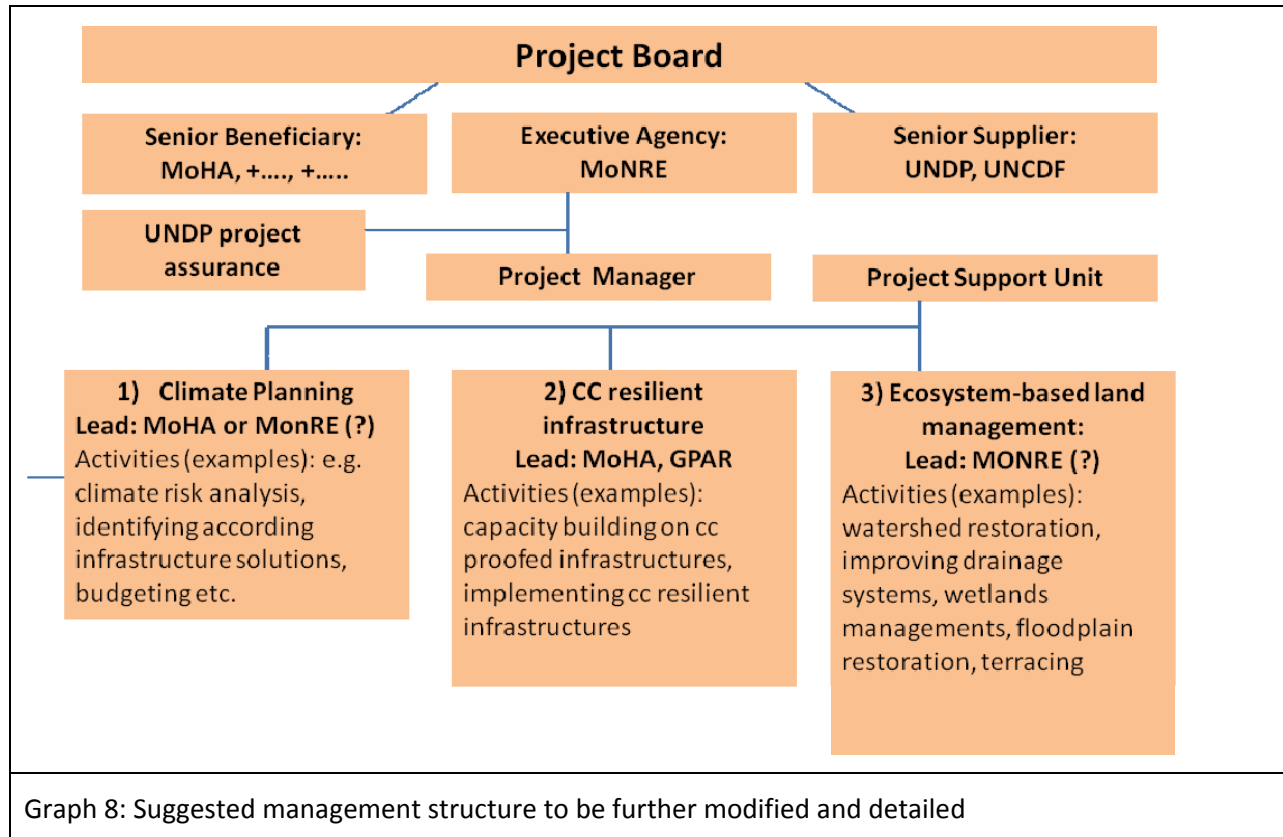 Project Board
Senior Beneficiary:
MoHA, +...., +.....
Executive Agency:
MoNRE
Senior Supplier:
UNDP, UNCDF
UNDP project
assurance
Project Manager
Project Support Unit
1) Climate Planning
Lead: MoHA or MonRE (?)
Activities (examples): e.g.
climate risk analysis,
identifying according
infrastructure solutions,
budgeting etc.
2) CC resilient
infrastructure
Lead: MoHA, GPAR
Activities (examples):
capacity building on cc
proofed infrastructures,
implementing cc resilient
infrastructures
3) Ecosystem-based land
management:
Lead: MONRE (?)
Activities (examples):
watershed restoration,
improving drainage
systems, wetlands
managements, floodplain
restoration, terracing
Graph 8: Suggested management structure to be further modified and detailed